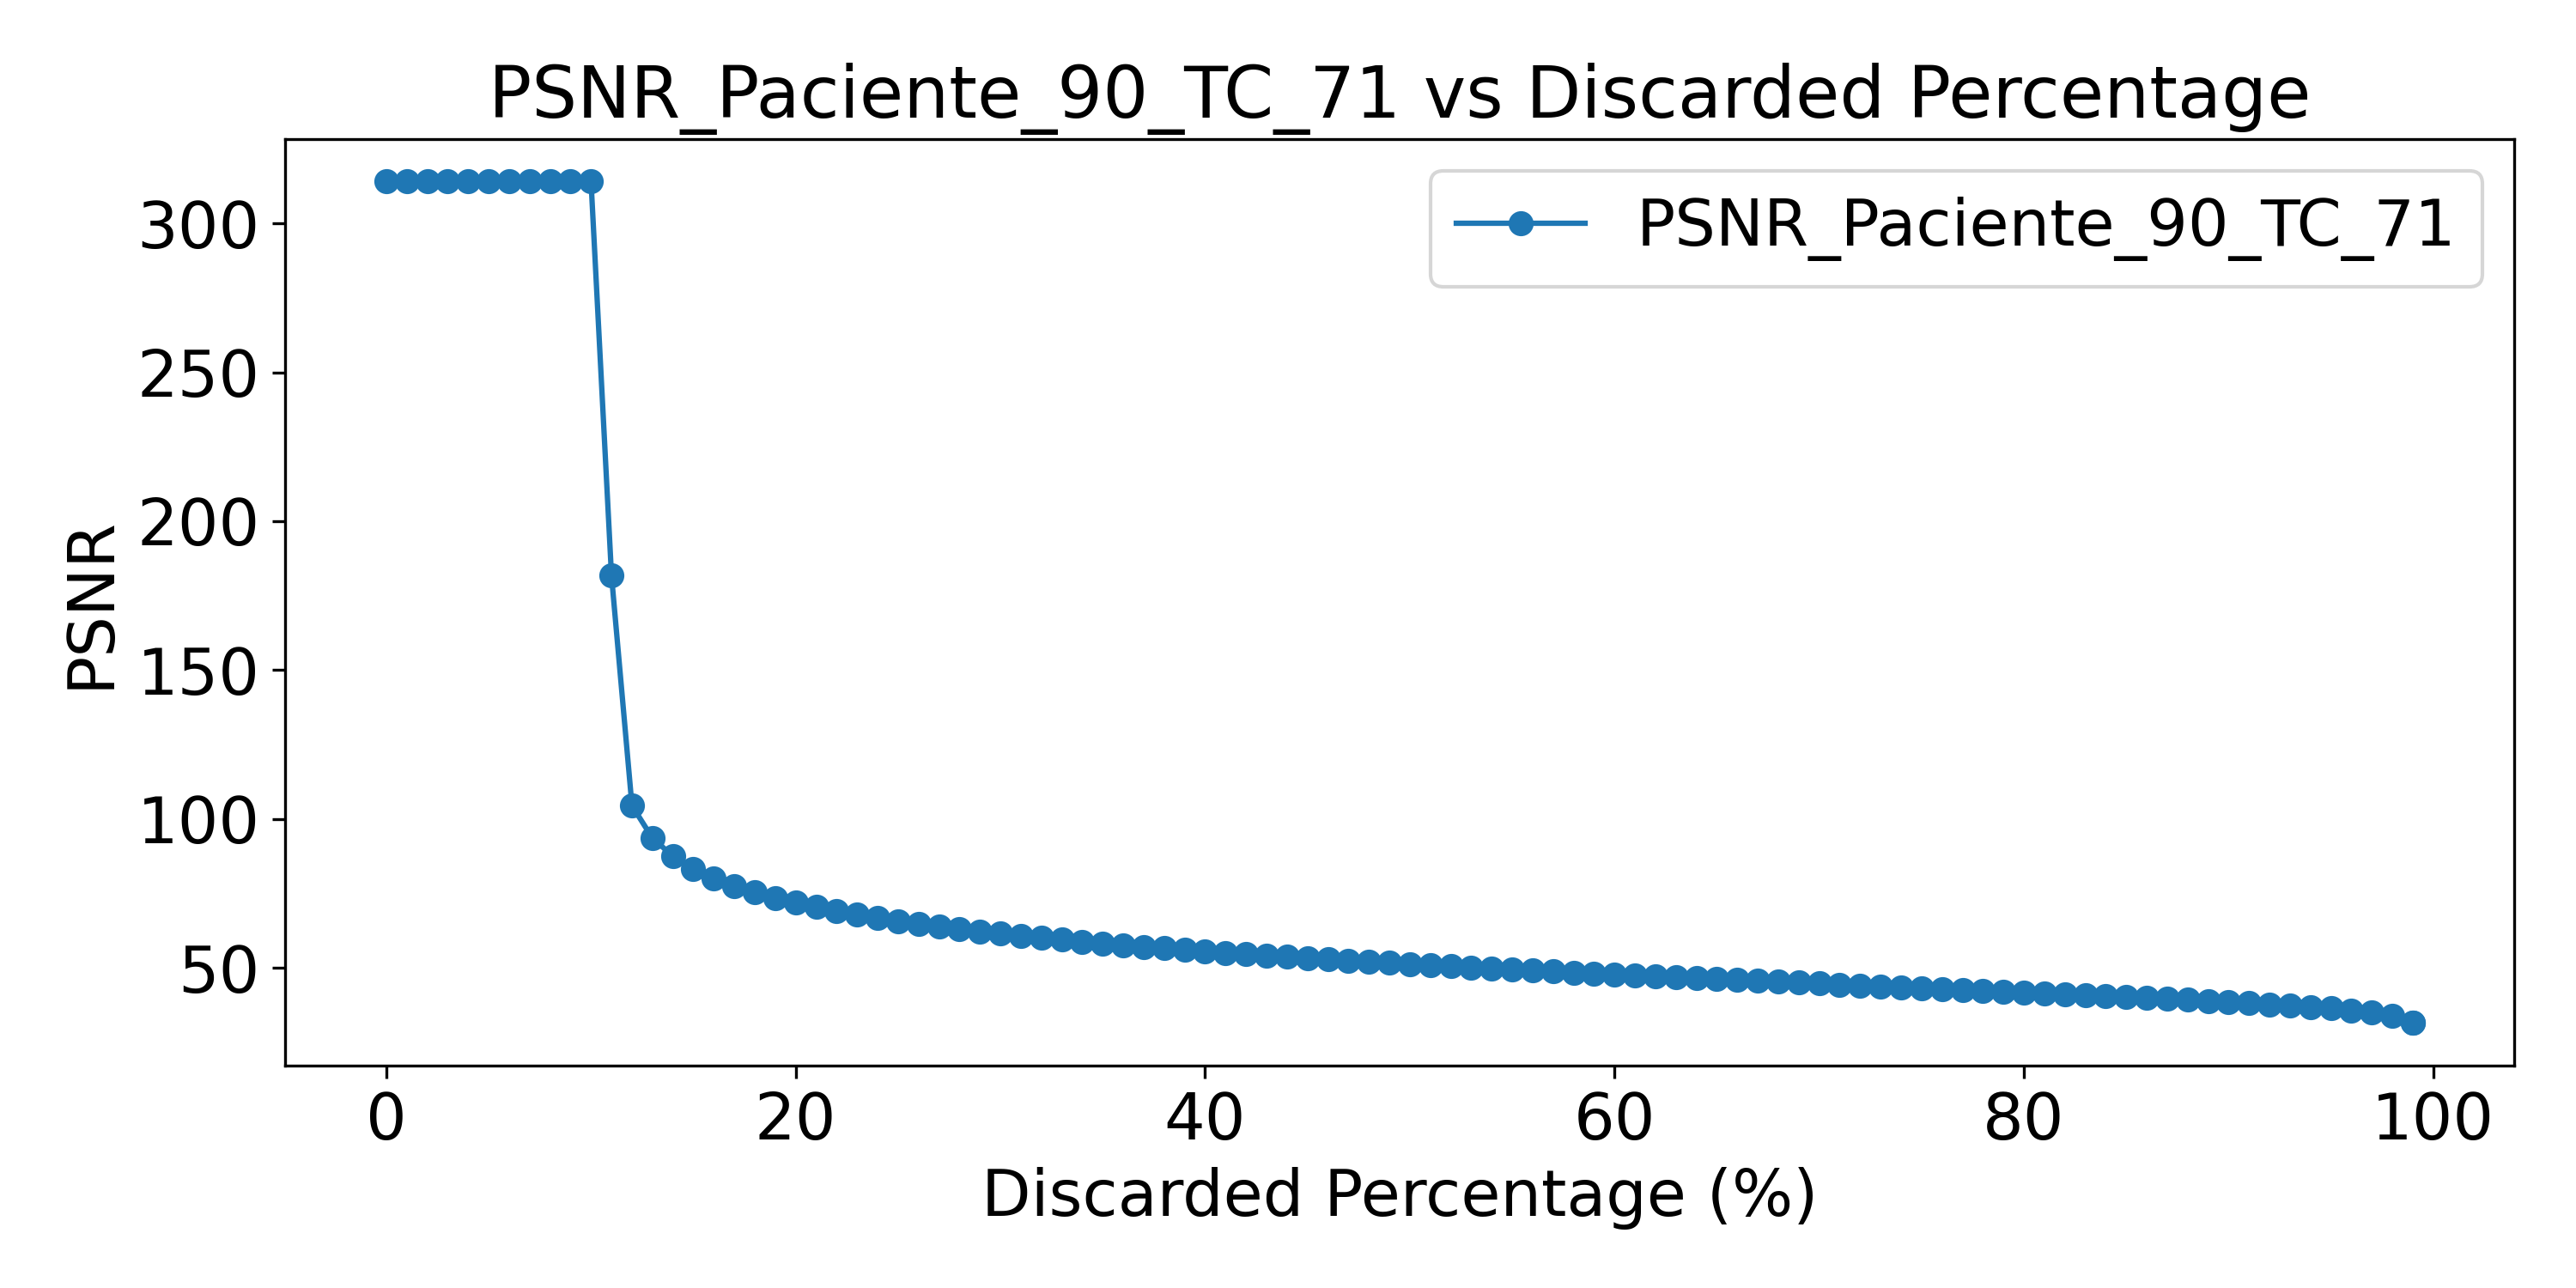 PSNR_Paciente_90_TC_71 vs Discarded Percentage
PSNR_Paciente_90_TC_71
300
250
200
150
100
50
PSNR
0 20 40 60 80 100
Discarded Percentage (%)